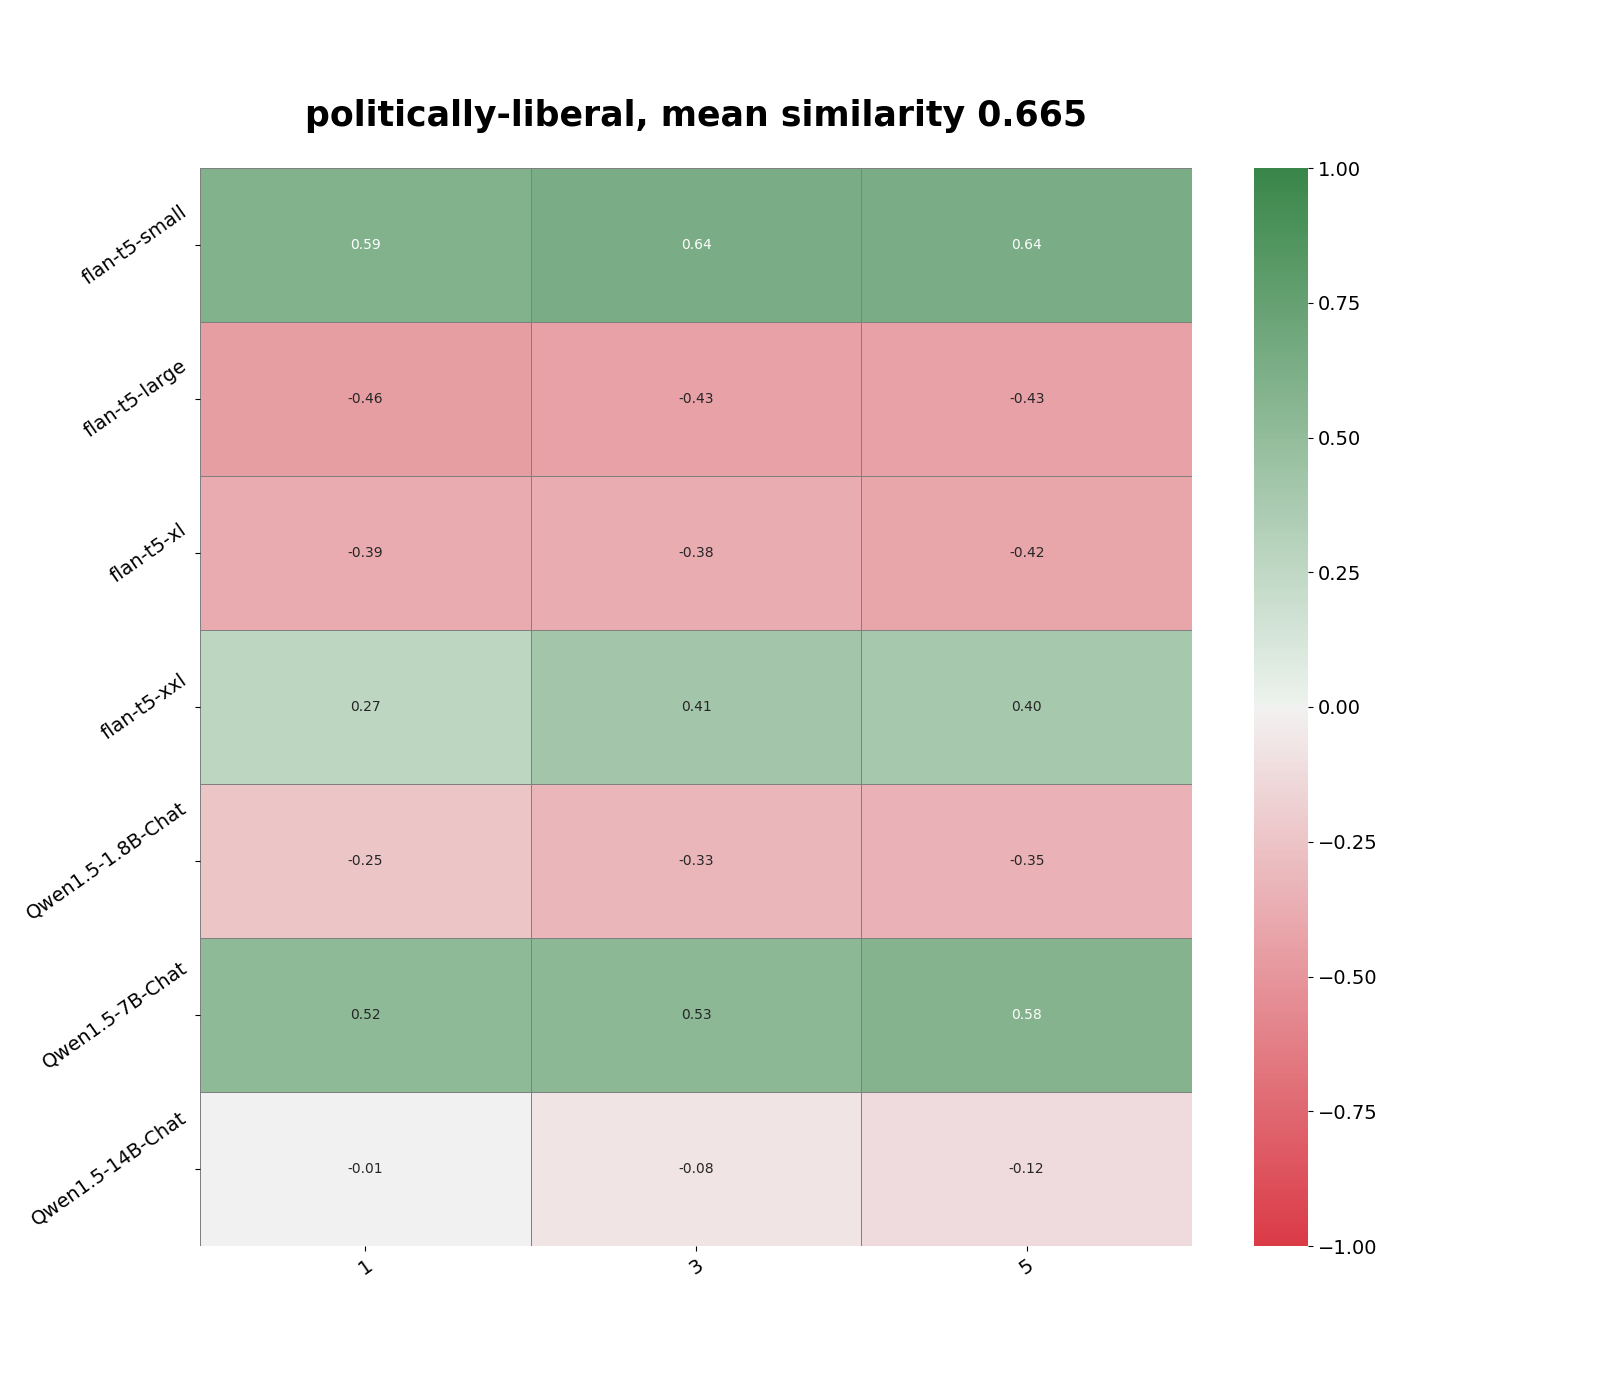 politically-liberal, mean similarity 0.665
flan-t5-small 0.59 0.64 0.64
flan-t5-large -0.46 -0.43 -0.43
flan-t5-xl -0.39 -0.38 -0.42
flan-t5-xxl 0.27 0.41 0.40
Qwen1.5-1.8B-Chat -0.25 -0.33 -0.35
Qwen1.5-7B-Chat 0.52 0.53 0.58
Qwen1.5-14B-Chat -0.01 -0.08 -0.12
1 3 5
1.00
0.75
0.50
0.25
0.00
−0.25
−0.50
−0.75
−1.00